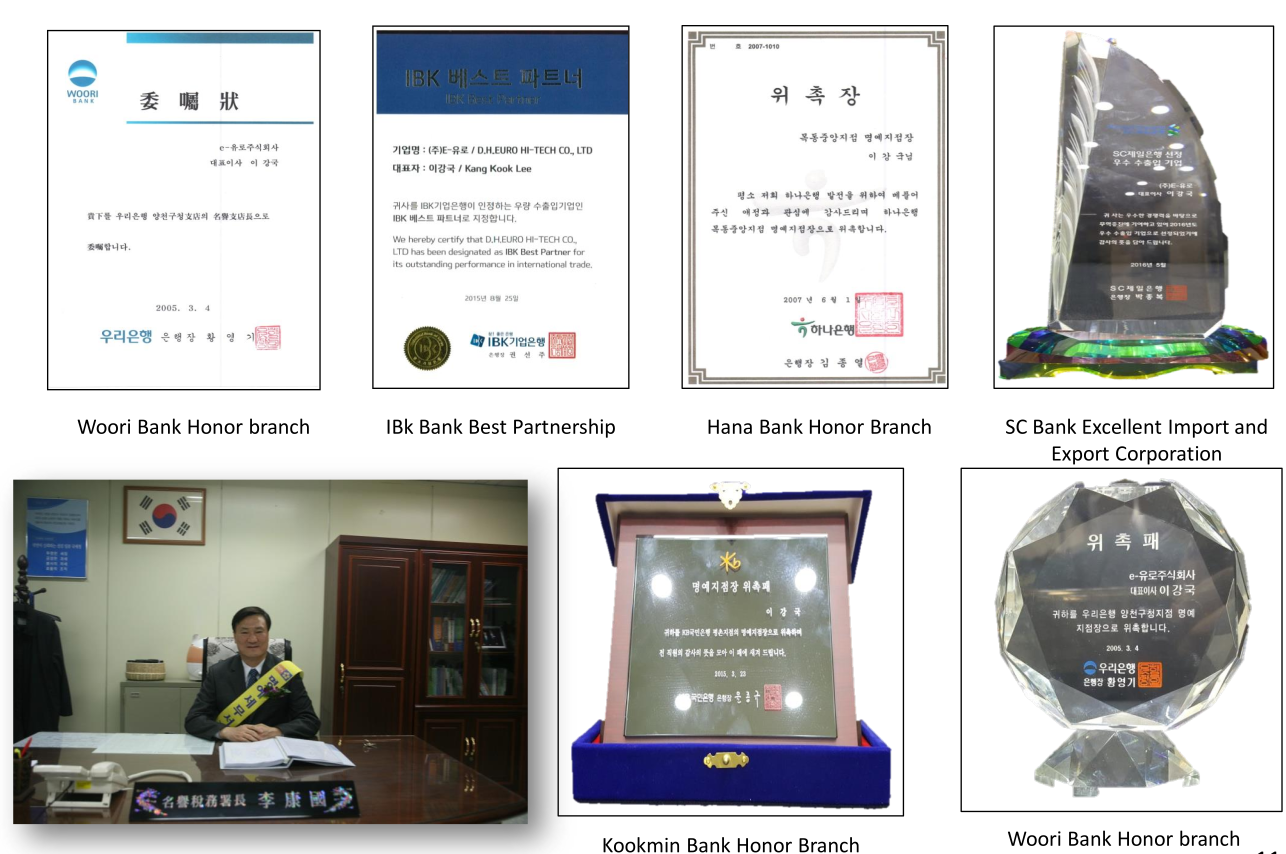 WOORI
BANK
委 囑 狀
e-유로주식회사
대표이사 이 강국
貴下를 우리은행 양천구청支店의 名譽支店長으로
委囑합니다.
2005. 3. 4
우리은행 은행장 황 영 기
Woori Bank Honor branch
IBK 베스트 파트너
IBK Best Partner
기업명 : (주)E-유로 / D,H,EURO HI-TECH CO., LTD
대표자 : 이강국 / Kang Kook Lee
귀사를 IBK기업은행이 인정하는 우량 수출입기업인
IBK 베스트 파트너로 지정합니다.
We hereby certify that D,H,EURO HI-TECH CO.,
LTD has been designated as IBK Best Partner for
its outstanding performance in international trade.
2015년 8월 25일
IBK기업은행
은행장 권 선 주
IBk Bank Best Partnership
번 호 2007-1010
위 촉 장
목동중앙지점 명예지점장
이 강 국님
평소 저희 하나은행 발전을 위하여 베풀어
주신 애정과 관심에 감사드리며 하나은행
목동중앙지점 명예지점장으로 위촉합니다.
2007 년 6 월 1
하나은행
은행장 김 종 열
Hana Bank Honor Branch
SC제일은행 선정
우수 수출입 기업
(주)E-유로
대표이사 이강국
귀 사는 우수한 경영력을 바탕으로
무역증진에 기여하고 있어 2016년도
우수 수출입 기업으로 선정되었기에
감사의 뜻을 담아 드립니다.
2016년 5월
SC제일은행
은행장 박종복
SC Bank Excellent Import and
Export Corporation
名譽稅務署長 李 康 國
Kb
명예지점장 위촉패
이 강 국
귀하를 KB국민은행 평촌지점의 명예지점장으로 위촉하며
전 직원의 감사의 뜻을 모아 이 패에 새겨 드립니다.
2015. 2. 23
국민은행 은행장
Kookmin Bank Honor Branch
위 촉 패
e-유로주식회사
대표이사 이강국
귀하를 우리은행 양천구청지점 명예
지점장으로 위촉합니다.
2005. 3. 4
우리은행
은행장 황영기
Woori Bank Honor branch